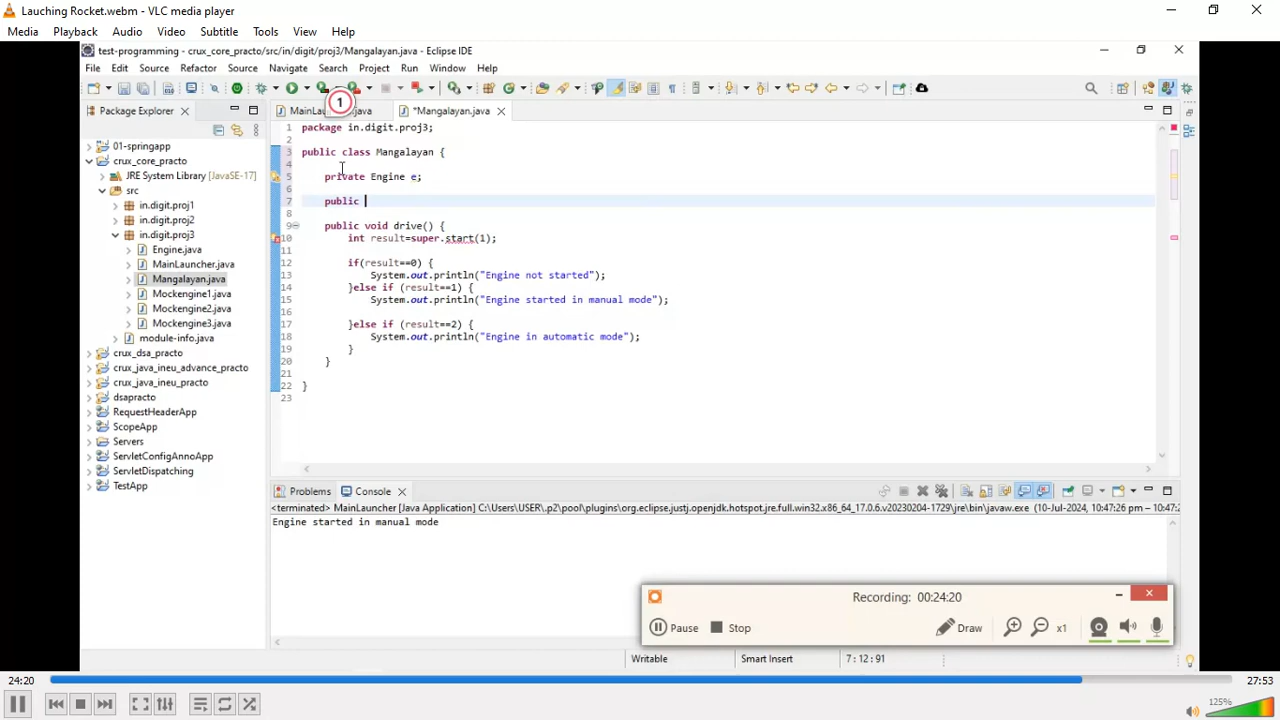 Lauching Rocket.webm - VLC media player
Media Playback Audio Video Subtitle Tools View Help
test-programming - crux_core_practo/src/in/digit/proj3/Mangalayan.java - Eclipse IDE
File Edit Source Refactor Source Navigate Search Project Run Window Help
1
Package Explorer
MainLau java
*Mangalayan.java
01-springapp
crux_core_practo
JRE System Library [JavaSE-17]
src
in.digit.proj1
in.digit.proj2
in.digit.proj3
Engine.java
MainLauncher.java
Mangalayan.java
Mockengine1.java
Mockengine2.java
Mockengine3.java
module-info.java
crux_dsa_practo
crux_java_ineu_advance_practo
crux_java_ineu_practo
dsapracto
RequestHeaderApp
ScopeApp
Servers
ServletConfigAnnoApp
ServletDispatching
TestApp
1 package in.digit.proj3;
2
3 public class Mangalayan {
4
5 private Engine e;
6
7 public
8
9 public void drive() {
10 int result=super.start(1);
11
12 if(result==0) {
13 System.out.println("Engine not started");
14 }else if (result==1) {
15 System.out.println("Engine started in manual mode");
16
17 }else if (result==2) {
18 System.out.println("Engine in automatic mode");
19 }
20 }
21
22 }
23
Problems Console
<terminated> MainLauncher [Java Application] C:\Users\USER\.p2\pool\plugins\org.eclipse.justj.openjdk.hotspot.jre.full.win32.x86_64_17.0.6.v20230204-1729\jre\bin\javaw.exe (10-Jul-2024, 10:47:26 pm – 10:47:2
Engine started in manual mode
Recording: 00:24:20
Pause Stop Draw x1
Writable Smart Insert 7 : 12 : 91
24:20 27:53
125%